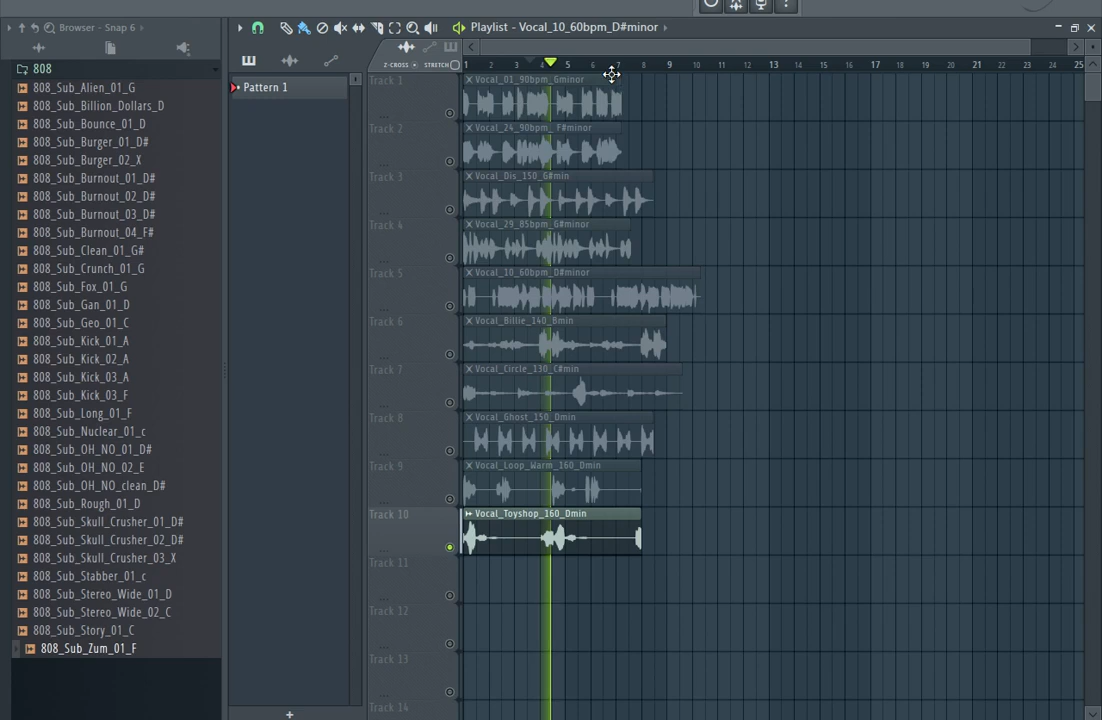 Browser - Snap 6
808
808_Sub_Alien_01_G
808_Sub_Billion_Dollars_D
808_Sub_Bounce_01_D
808_Sub_Burger_01_D#
808_Sub_Burger_02_X
808_Sub_Burnout_01_D#
808_Sub_Burnout_02_D#
808_Sub_Burnout_03_D#
808_Sub_Burnout_04_F#
808_Sub_Clean_01_G#
808_Sub_Crunch_01_G
808_Sub_Fox_01_G
808_Sub_Gan_01_D
808_Sub_Geo_01_C
808_Sub_Kick_01_A
808_Sub_Kick_02_A
808_Sub_Kick_03_A
808_Sub_Kick_03_F
808_Sub_Long_01_F
808_Sub_Nuclear_01_c
808_Sub_OH_NO_01_D#
808_Sub_OH_NO_02_E
808_Sub_OH_NO_clean_D#
808_Sub_Rough_01_D
808_Sub_Skull_Crusher_01_D#
808_Sub_Skull_Crusher_02_D#
808_Sub_Skull_Crusher_03_X
808_Sub_Stabber_01_c
808_Sub_Stereo_Wide_01_D
808_Sub_Stereo_Wide_02_C
808_Sub_Story_01_C
808_Sub_Zum_01_F
Playlist - Vocal_10_60bpm_D#minor
Pattern 1
+
Z-CROSS STRETCH
1 2 3 4 5 6 7 8 9 10 11 12 13 14 15 16 17 18 19 20 21 22 23 24 25
Track 1
Vocal_01_90bpm_Gminor
Track 2
Vocal_24_90bpm_ F#minor
Track 3
Vocal_Dis_150_G#min
Track 4
Vocal_29_85bpm_G#minor
Track 5
Vocal_10_60bpm_D#minor
Track 6
Vocal_Billie_140_Bmin
Track 7
Vocal_Circle_130_C#min
Track 8
Vocal_Ghost_150_Dmin
Track 9
Vocal_Loop_Warm_160_Dmin
Track 10
Vocal_Toyshop_160_Dmin
Track 11
Track 12
Track 13
Track 14